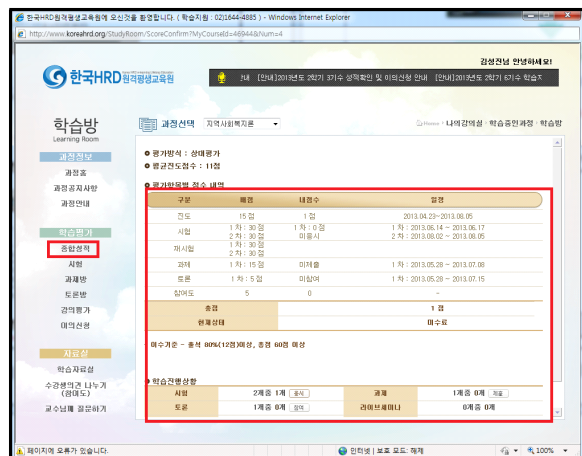 한국HRD원격평생교육원에 오신것을 환영합니다. ( 학습지원 : 02)1644-4885 ) - Windows Internet Explorer
http://www.koreahrd.org/StudyRoom/ScoreConfirm?MyCourseId=46944&Num=4
김성진님 안녕하세요!
한국HRD원격평생교육원
[안내]2013년도 2학기 3기수 성적확인 및 이의신청 안내 [안내]2013년도 2학기 6기수 학습
학습방
Learning Room
과정선택 지역사회복지론
Home > 나의강의실 > 학습중인과정 > 학습방
과정정보
과정홈
과정공지사항
과정안내
학습평가
종합성적
시험
과제방
토론방
강의평가
이의신청
자료실
학습자료실
수강생의견 나누기
(참여도)
교수님께 질문하기
평가방식 : 상대평가
평균진도점수 : 11점
평가항목별 점수 내역
구분 배점 내점수 일정
진도 15점 1점 2013.04.23~2013.08.05
시험 1차 : 30점 1차 : 0점 1차 : 2013.06.14 ~ 2013.06.17
2차 : 30점 미응시 2차 : 2013.08.02 ~ 2013.08.05
재시험 1차 : 30점
2차 : 30점
과제 1차 : 15점 미제출 1차 : 2013.05.28 ~ 2013.07.08
토론 1차 : 5점 미참여 1차 : 2013.05.28 ~ 2013.07.15
참여도 5 0 -
총점 1점
현재상태 미수료
이수기준 - 출석 80%(12점)이상, 총점 60점 이상
학습진행상황
시험 2개중 1개 응시 과제 1개중 0개 제출
토론 1개중 0개 참여 라이브세미나 0개중 0개
페이지에 오류가 있습니다.
인터넷 | 보호 모드: 해제
100%